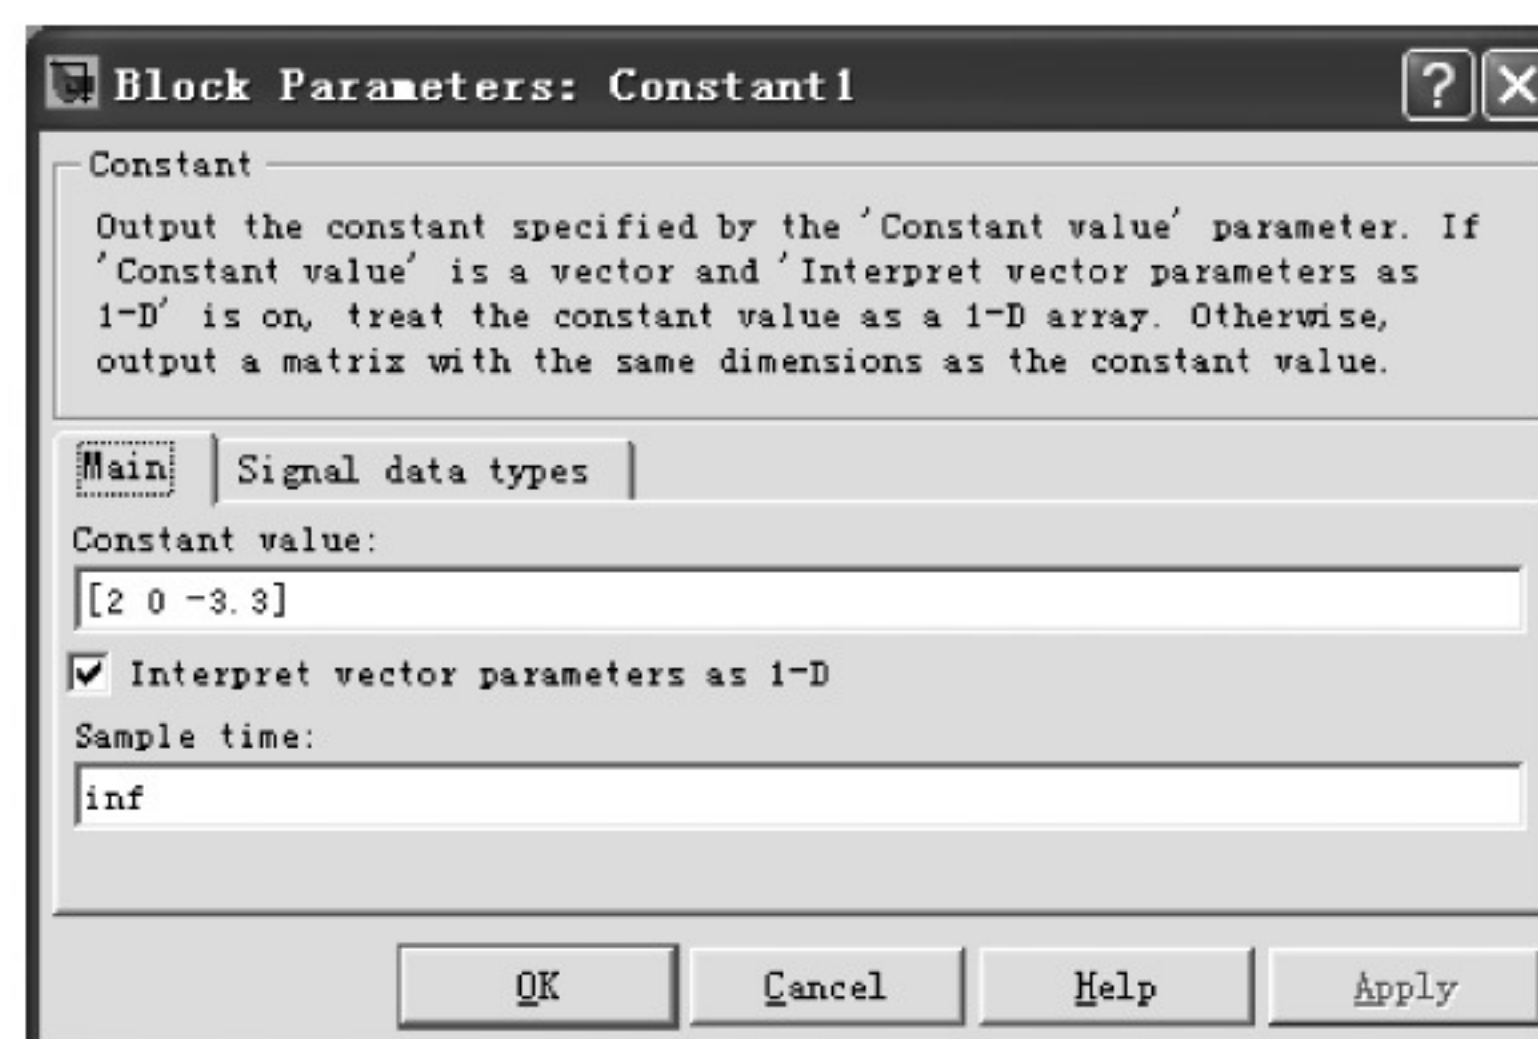 Block Parameters: Constant1
Constant
Output the constant specified by the 'Constant value' parameter. If
'Constant value' is a vector and 'Interpret vector parameters as
1-D' is on, treat the constant value as a 1-D array. Otherwise,
output a matrix with the same dimensions as the constant value.
Main Signal data types
Constant value:
[2 0 -3.3]
Interpret vector parameters as 1-D
Sample time:
inf
OK Cancel Help Apply